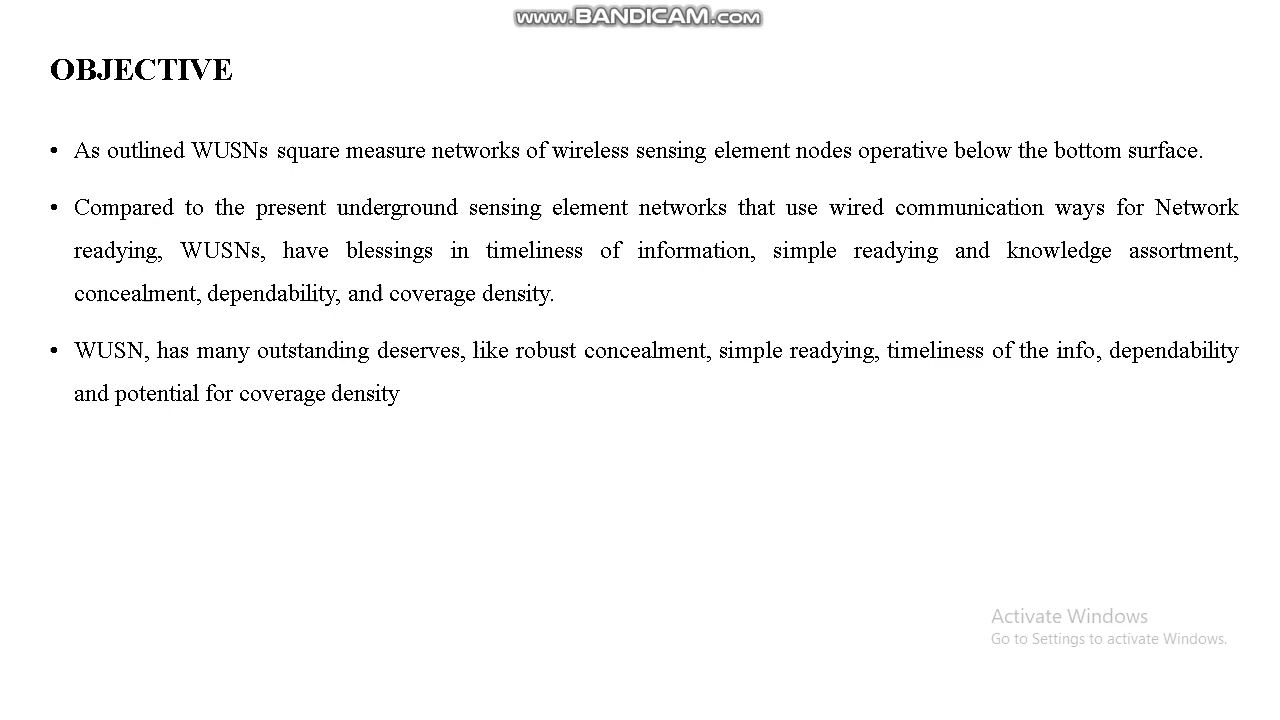 www.BANDICAM.com
OBJECTIVE
• As outlined WUSNs square measure networks of wireless sensing element nodes operative below the bottom surface.
• Compared to the present underground sensing element networks that use wired communication ways for Network
readying, WUSNs, have blessings in timeliness of information, simple readying and knowledge assortment,
concealment, dependability, and coverage density.
• WUSN, has many outstanding deserves, like robust concealment, simple readying, timeliness of the info, dependability
and potential for coverage density
Activate Windows
Go to Settings to activate Windows.